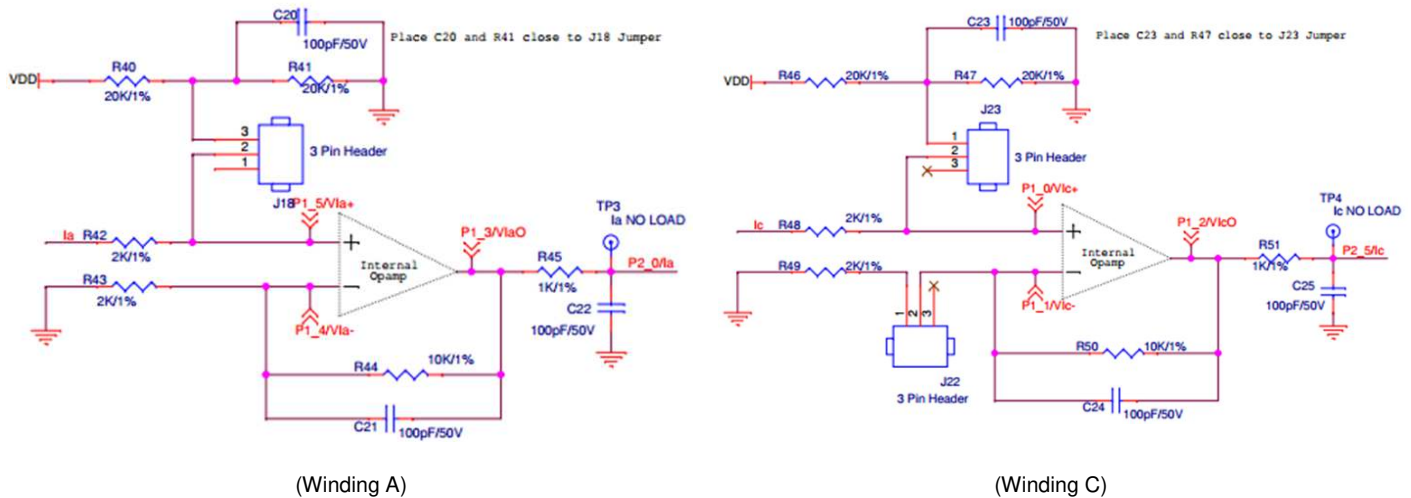 C20
100pF/50V
Place C20 and R41 close to J18 Jumper
VDD
R40
20K/1%
R41
20K/1%
3
2
1
3 Pin Header
J18
P1_5/VIa+
Ia
R42
2K/1%
R43
2K/1%
+
-
Internal
Opamp
P1_4/VIa-
P1_3/VIaO
R45
1K/1%
TP3
Ia NO LOAD
P2_0/Ia
C22
100pF/50V
R44
10K/1%
C21
100pF/50V
(Winding A)
C23
100pF/50V
Place C23 and R47 close to J23 Jumper
VDD
R46
20K/1%
R47
20K/1%
J23
1
2
3
3 Pin Header
P1_0/VIc+
Ic
R48
2K/1%
R49
2K/1%
+
-
Internal
Opamp
P1_1/VIc-
1
2
3
J22
3 Pin Header
P1_2/VIcO
R51
1K/1%
TP4
Ic NO LOAD
P2_5/Ic
C25
100pF/50V
R50
10K/1%
C24
100pF/50V
(Winding C)